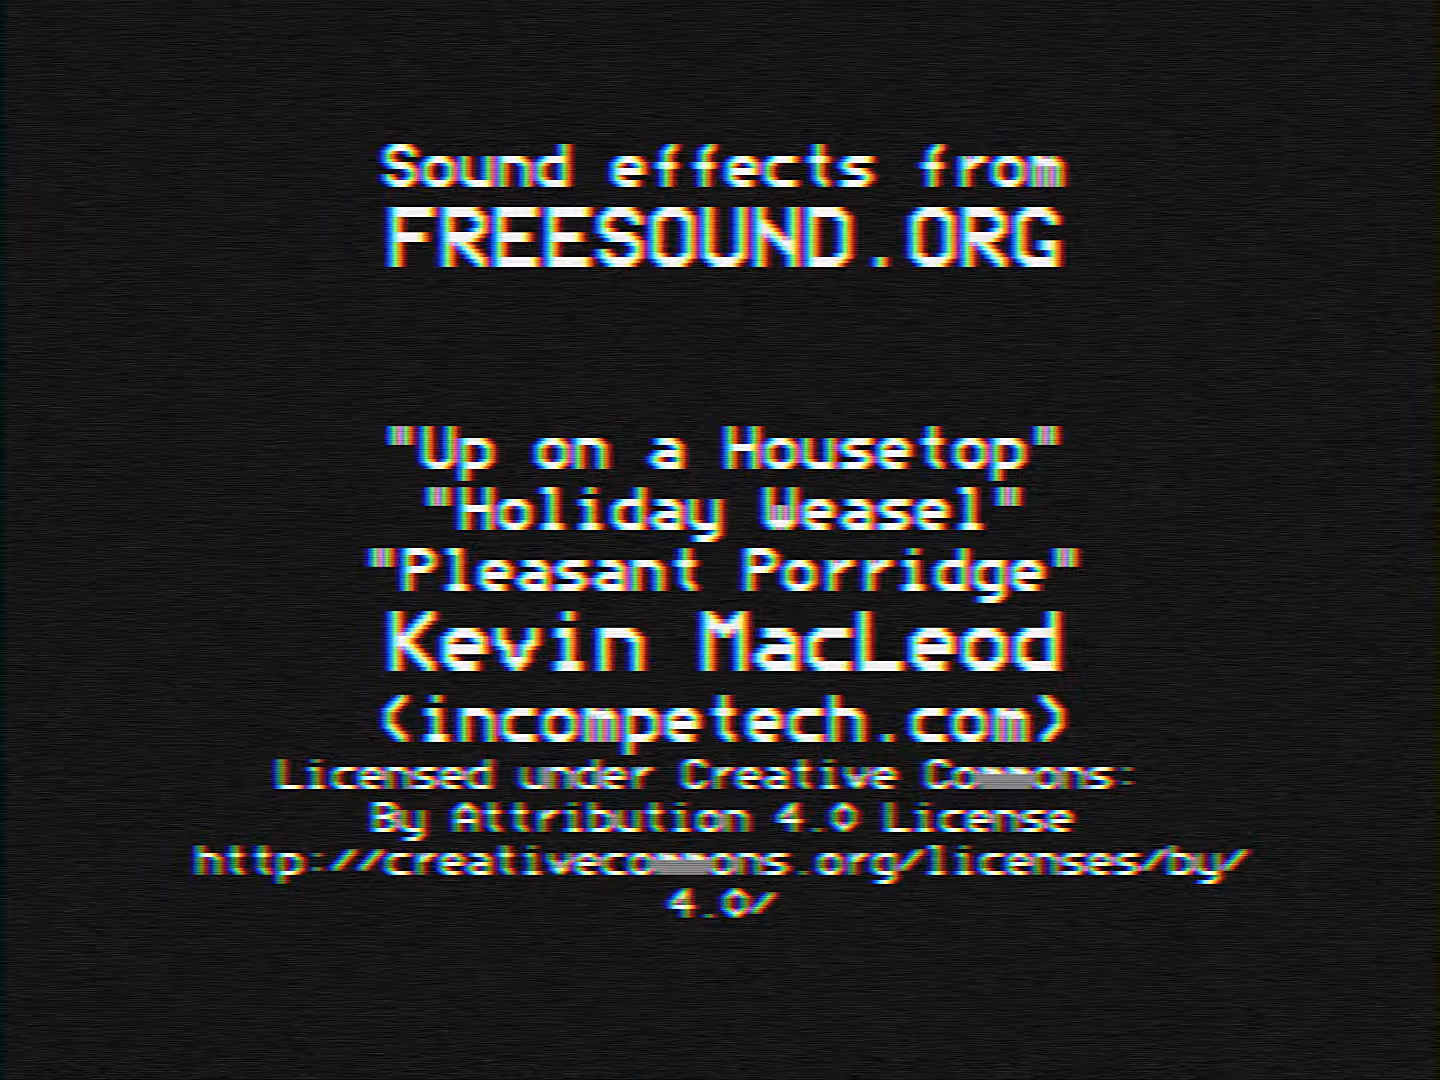 Sound effects from
FREESOUND.ORG
"Up on a Housetop"
"Holiday Weasel"
"Pleasant Porridge"
Kevin MacLeod
(incompetech.com)
Licensed under Creative Commons:
By Attribution 4.0 License
http://creativecommons.org/licenses/by/
4.0/